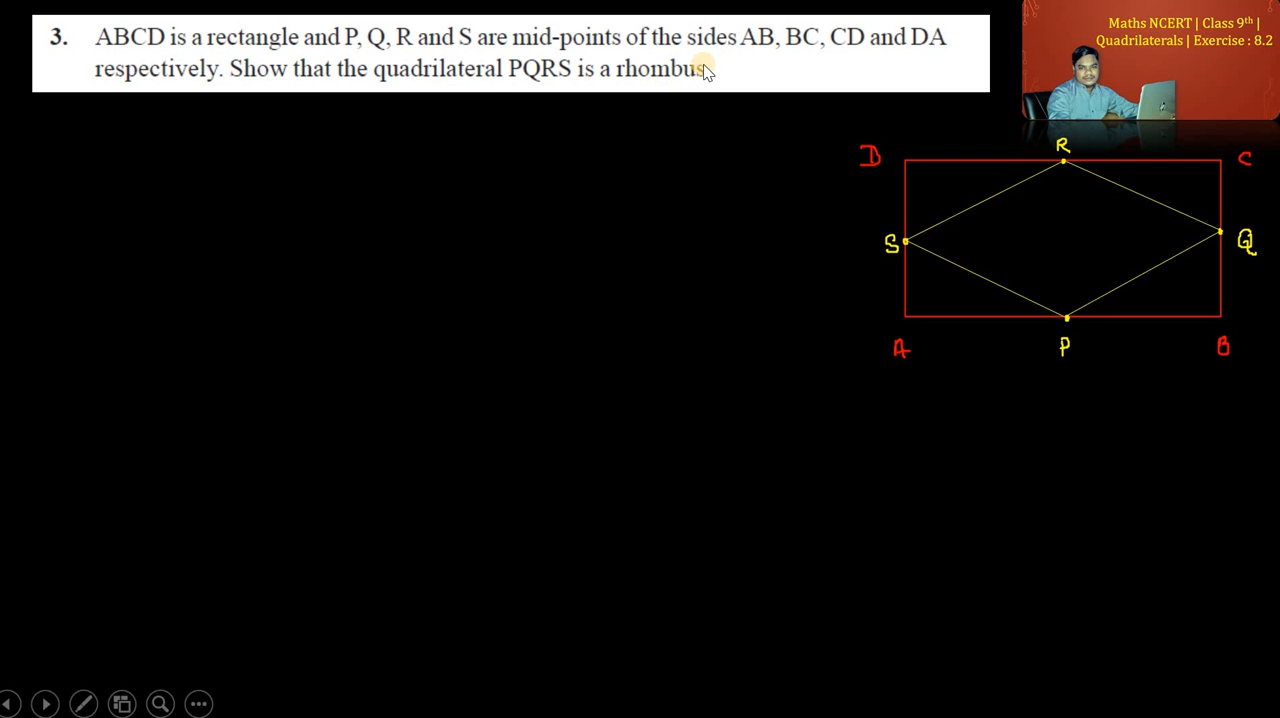 3. ABCD is a rectangle and P, Q, R and S are mid-points of the sides AB, BC, CD and DA
respectively. Show that the quadrilateral PQRS is a rhombus
Maths NCERT | Class 9th |
Quadrilaterals | Exercise : 8.2
R
D
C
S
Q
A
P
B